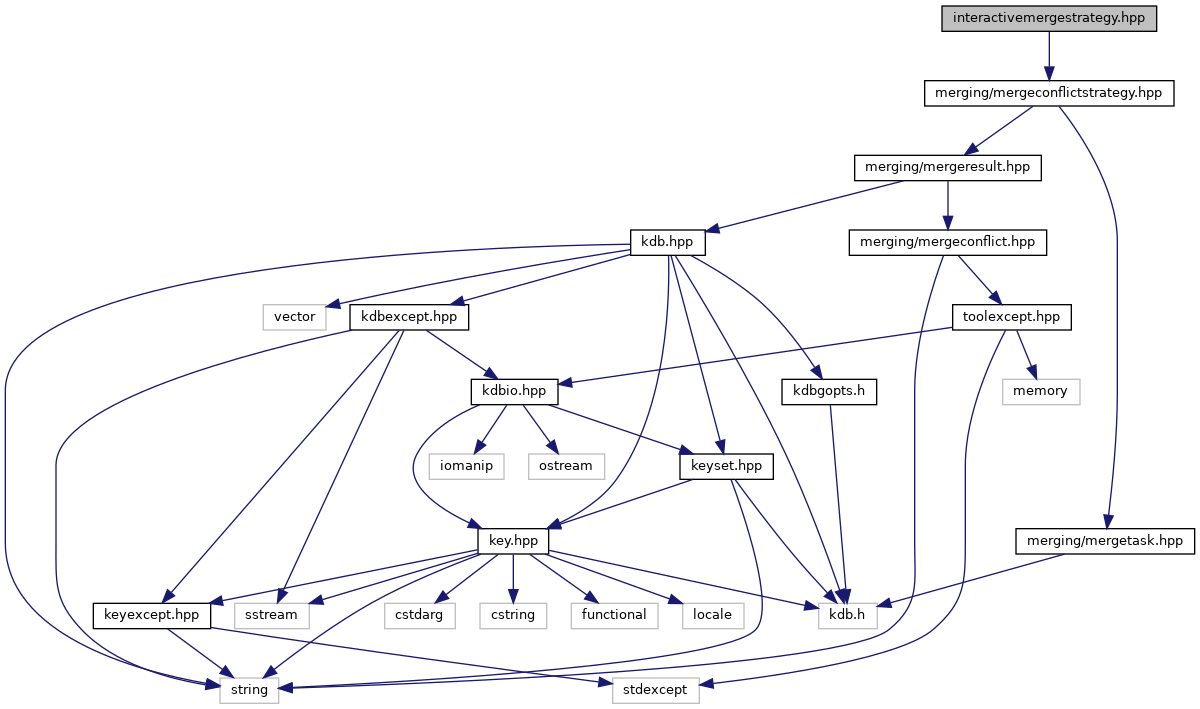 interactivemergestrategy.hpp
merging/mergeconflictstrategy.hpp
merging/mergeresult.hpp
kdb.hpp
merging/mergeconflict.hpp
vector
kdbexcept.hpp
toolexcept.hpp
kdbio.hpp
kdbgopts.h
memory
iomanip
ostream
keyset.hpp
key.hpp
merging/mergetask.hpp
keyexcept.hpp
sstream
cstdarg
cstring
functional
locale
kdb.h
string
stdexcept